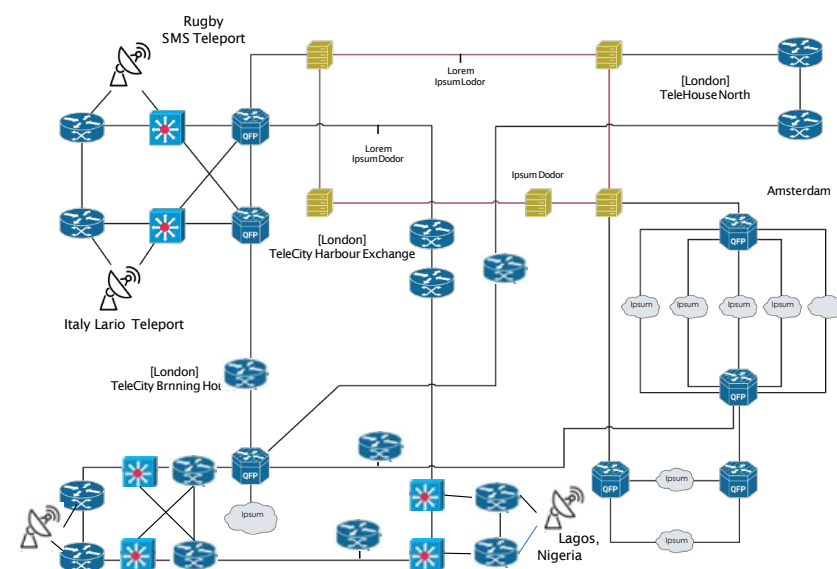 Rugby
SMS Teleport
Lorem
Ipsum Lodor
[London]
TeleHouse North
QFP
Lorem
Ipsum Dodor
Ipsum Dodor
Amsterdam
QFP
QFP
[London]
TeleCity Harbour Exchange
Ipsum
Ipsum
Ipsum
Ipsum
Italy Lario Teleport
[London]
TeleCity Brnning Hou
QFP
QFP
QFP
QFP
Ipsum
Ipsum
Ipsum
Lagos,
Nigeria